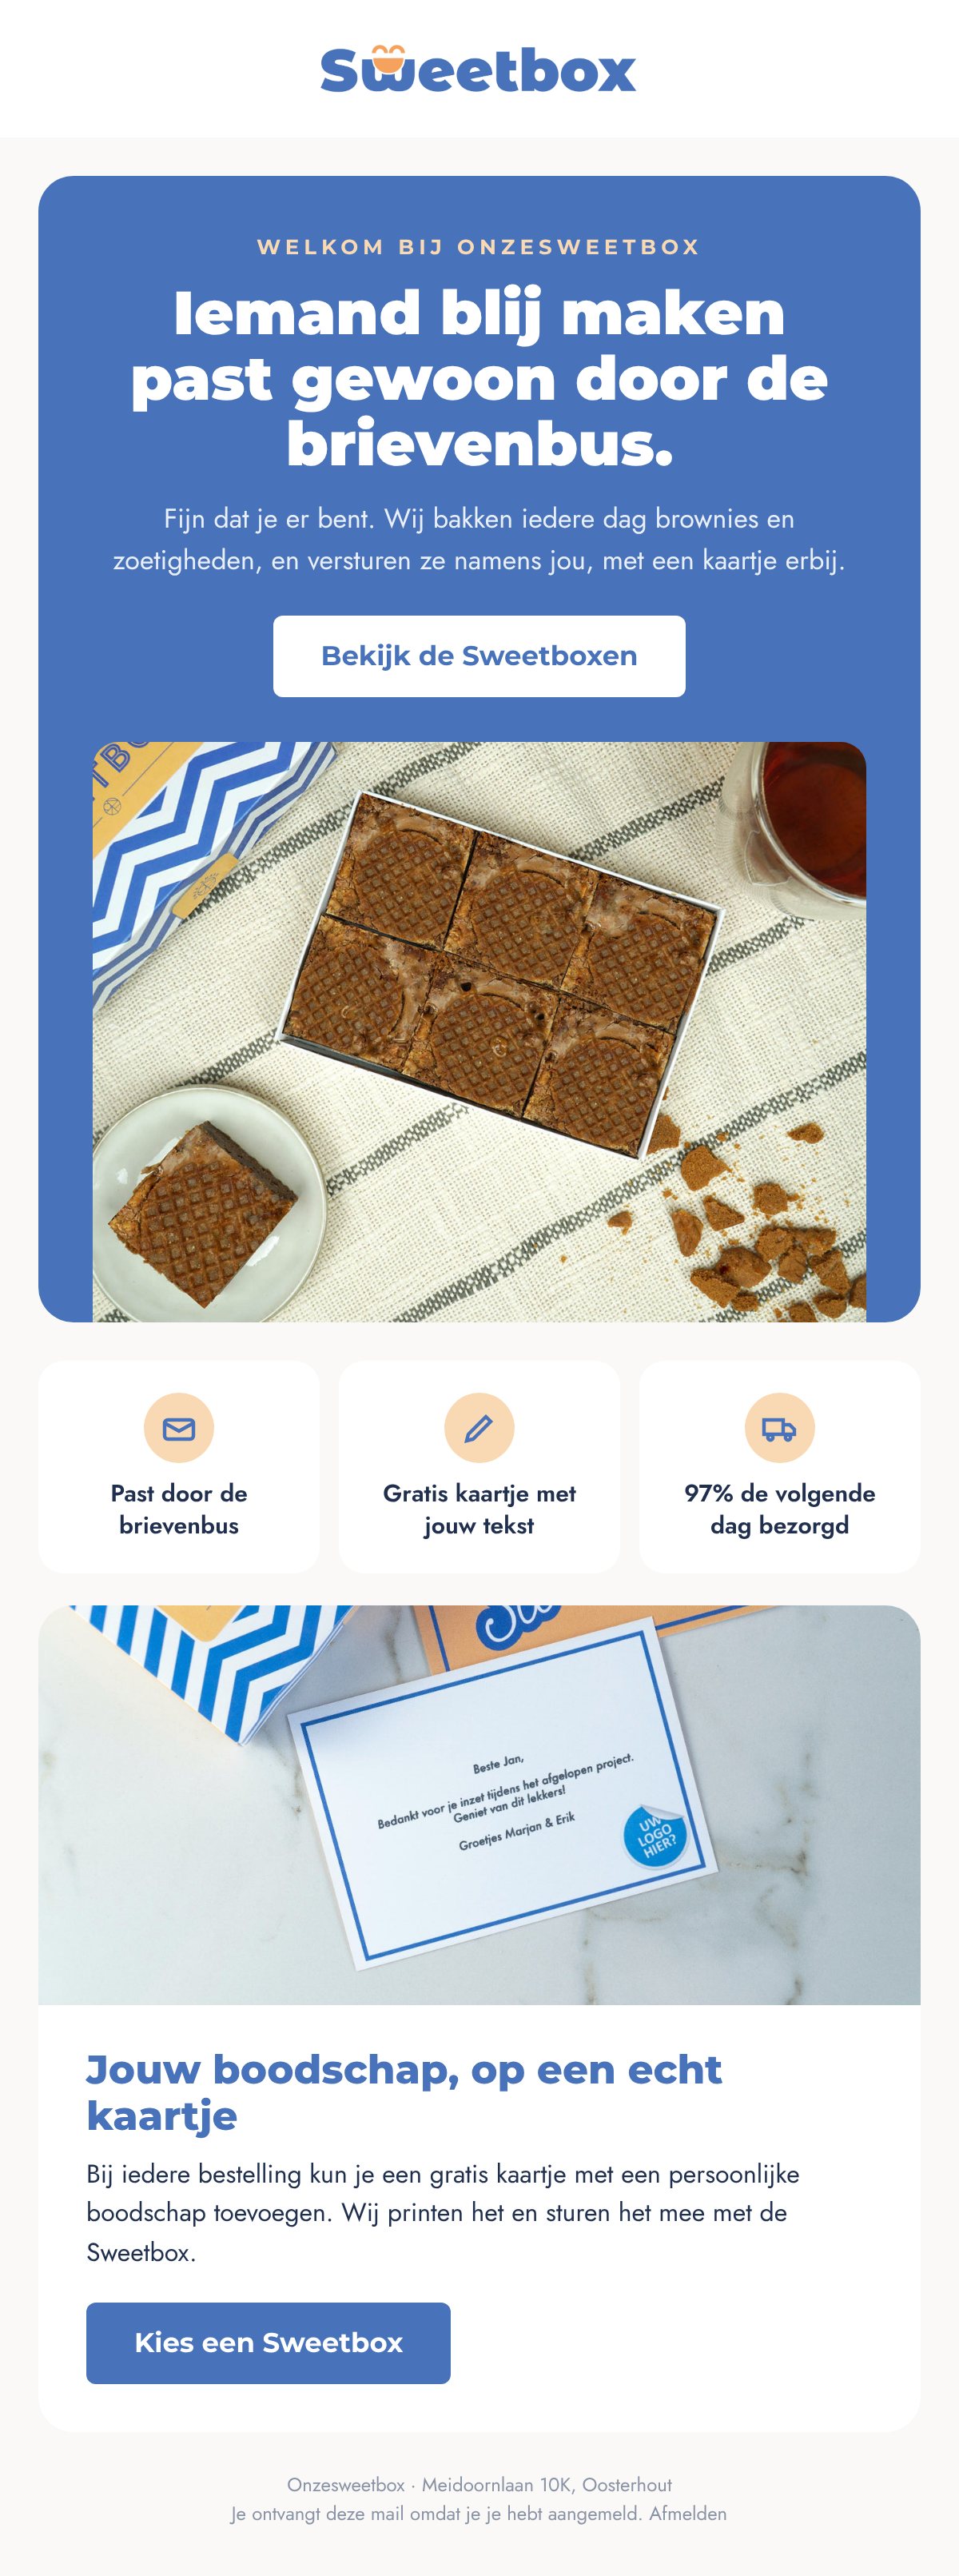 Sweetbox
WELKOM BIJ ONZESWEETBOX
Iemand blij maken
past gewoon door de
brievenbus.
Fijn dat je er bent. Wij bakken iedere dag brownies en
zoetigheden, en versturen ze namens jou, met een kaartje erbij.
Bekijk de Sweetboxen
Past door de
brievenbus
Gratis kaartje met
jouw tekst
97% de volgende
dag bezorgd
Beste Jan,
Bedankt voor je inzet tijdens het afgelopen project.
Geniet van dit lekkers!
Groetjes Marjan & Erik
UW
LOGO
HIER?
Jouw boodschap, op een echt
kaartje
Bij iedere bestelling kun je een gratis kaartje met een persoonlijke
boodschap toevoegen. Wij printen het en sturen het mee met de
Sweetbox.
Kies een Sweetbox
Onzesweetbox · Meidoornlaan 10K, Oosterhout
Je ontvangt deze mail omdat je je hebt aangemeld. Afmelden